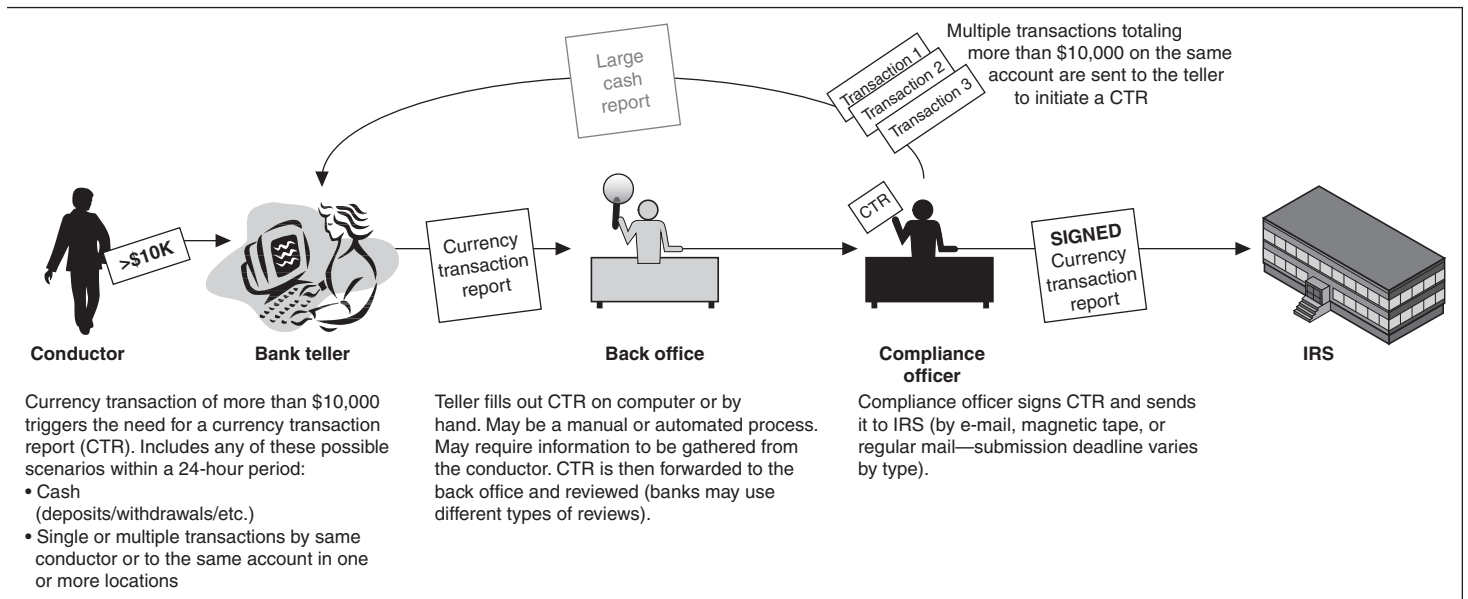 Large
cash
report
Transaction 1
Transaction 2
Transaction 3
Multiple transactions totaling
more than $10,000 on the same
account are sent to the teller
to initiate a CTR
>$10K
Currency
transaction
report
CTR
SIGNED
Currency
transaction
report
Conductor
Bank teller
Back office
Compliance
officer
IRS
Currency transaction of more than $10,000
triggers the need for a currency transaction
report (CTR). Includes any of these possible
scenarios within a 24-hour period:
• Cash
(deposits/withdrawals/etc.)
• Single or multiple transactions by same
conductor or to the same account in one
or more locations
Teller fills out CTR on computer or by
hand. May be a manual or automated process.
May require information to be gathered from
the conductor. CTR is then forwarded to the
back office and reviewed (banks may use
different types of reviews).
Compliance officer signs CTR and sends
it to IRS (by e-mail, magnetic tape, or
regular mail—submission deadline varies
by type).